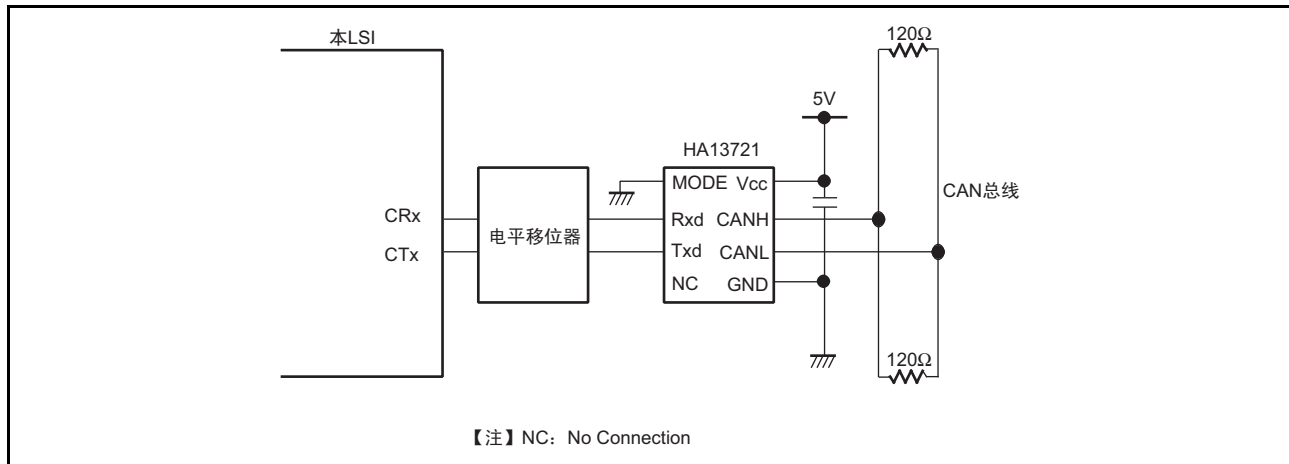 本LSI
120Ω
5V
HA13721
MODE Vcc
CRx
Rxd CANH
CAN总线
电平移位器
CTx
Txd CANL
NC GND
120Ω
【注】NC：No Connection